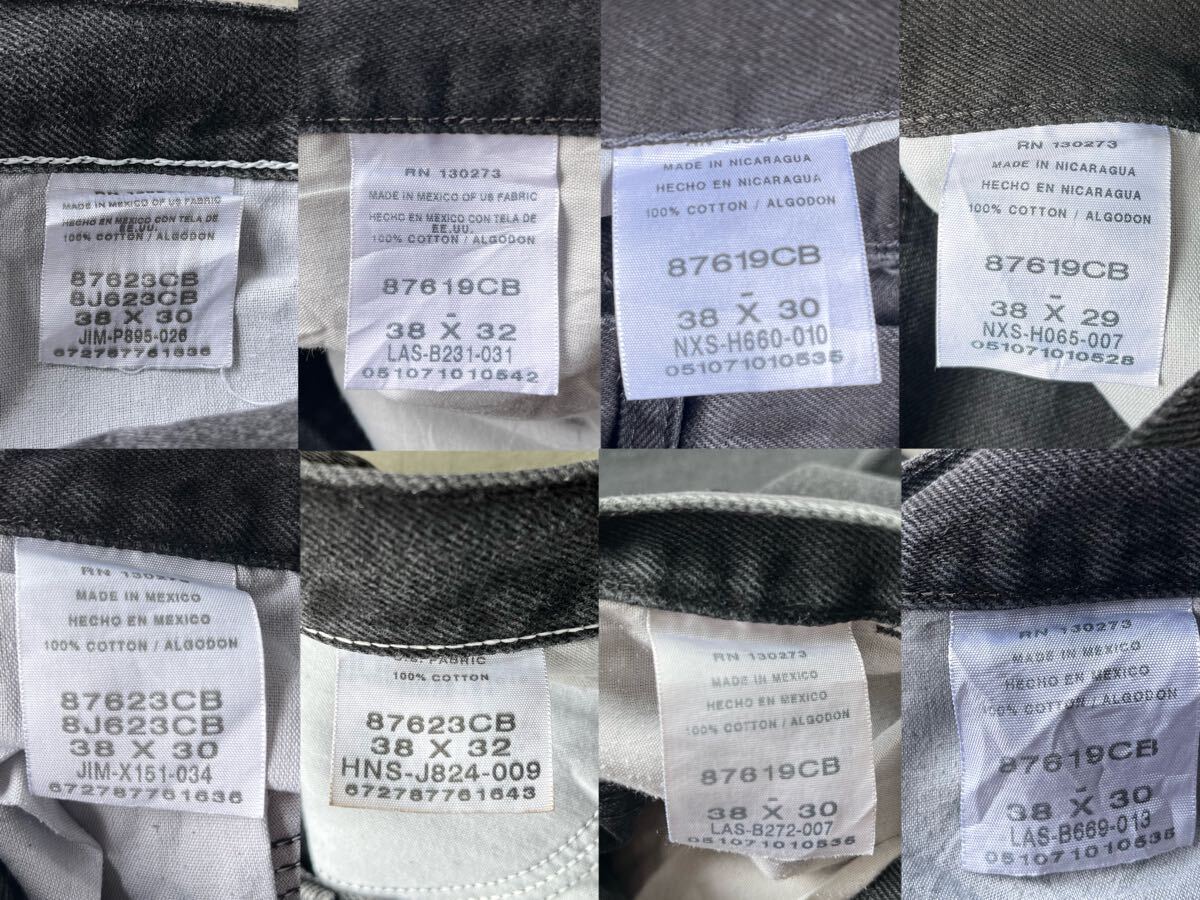 MADE IN MEXICO OF US FABRIC
HECHO EN MEXICO CON TELA DE
EE.UU.
100% COTTON / ALGODON
87623CB
8J623CB
38 X 30
JIM-P895-026
672787761636
RN 130273
MADE IN MEXICO OF US FABRIC
HECHO EN MEXICO CON TELA DE
EE.UU.
100% COTTON / ALGODON
87619CB
-
38 X 32
LAS-B231-031
051071010542
RN 130273
MADE IN NICARAGUA
HECHO EN NICARAGUA
100% COTTON / ALGODON
87619CB
-
38 X 30
NXS-H660-010
051071010535
RN 130273
MADE IN NICARAGUA
HECHO EN NICARAGUA
100% COTTON / ALGODON
87619CB
-
38 X 29
NXS-H065-007
051071010528
RN 130273
MADE IN MEXICO
HECHO EN MEXICO
100% COTTON / ALGODON
87623CB
8J623CB
38 X 30
JIM-X151-034
672787761636
U.S. FABRIC
100% COTTON
87623CB
38 X 32
HNS-J824-009
672787761643
RN 130273
MADE IN MEXICO
HECHO EN MEXICO
100% COTTON / ALGODON
87619CB
-
38 X 30
LAS-B272-007
051071010535
RN 130273
MADE IN MEXICO
HECHO EN MEXICO
100% COTTON / ALGODON
87619CB
-
38 X 30
LAS-B669-013
051071010535